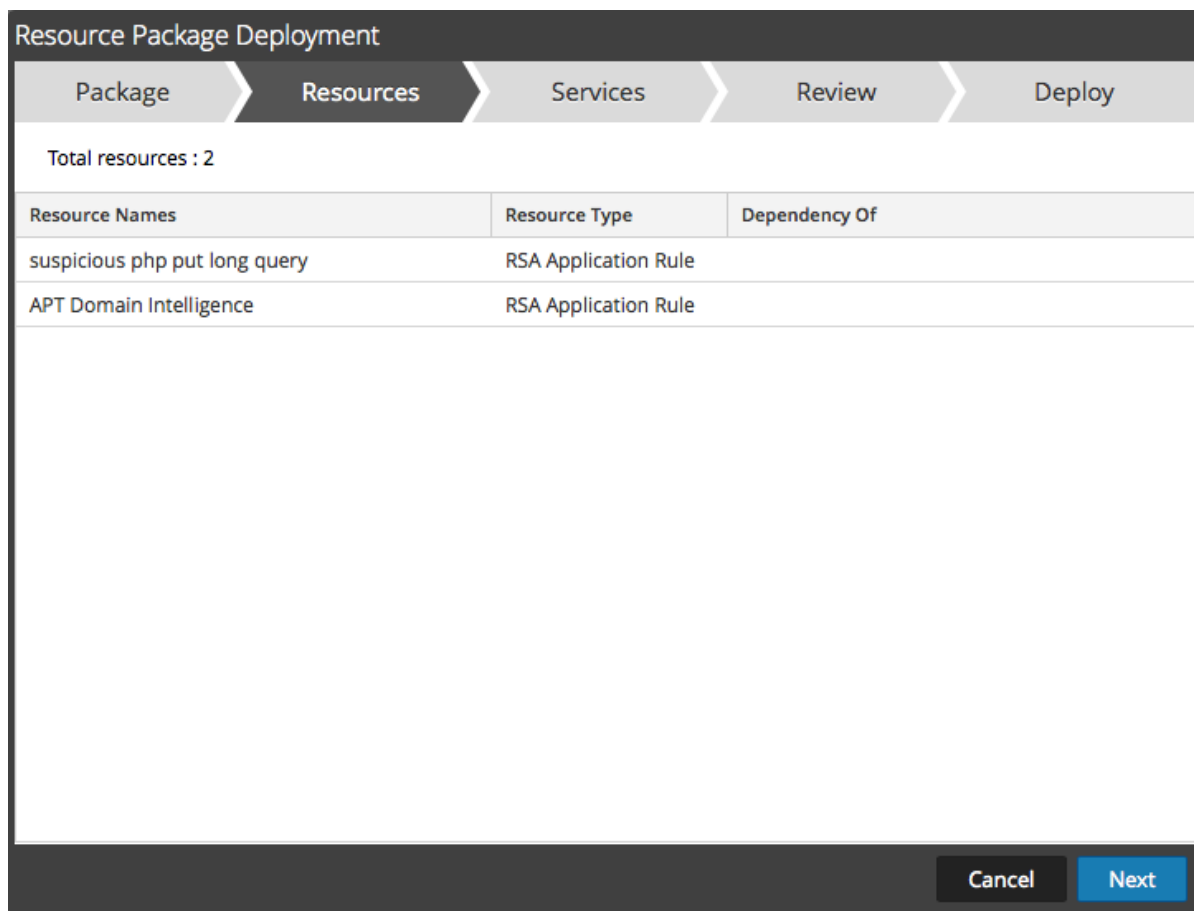 Resource Package Deployment
Package Resources Services Review Deploy
Total resources : 2
Resource Names Resource Type Dependency Of
suspicious php put long query RSA Application Rule
APT Domain Intelligence RSA Application Rule
Cancel Next